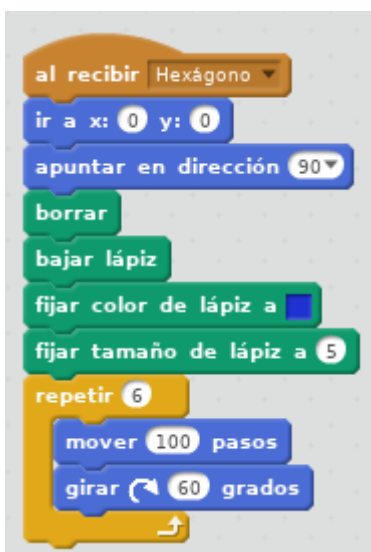 al recibir Hexágono
ir a x: 0 y: 0
apuntar en dirección 90
borrar
bajar lápiz
fijar color de lápiz a
fijar tamaño de lápiz a 5
repetir 6
mover 100 pasos
girar 60 grados